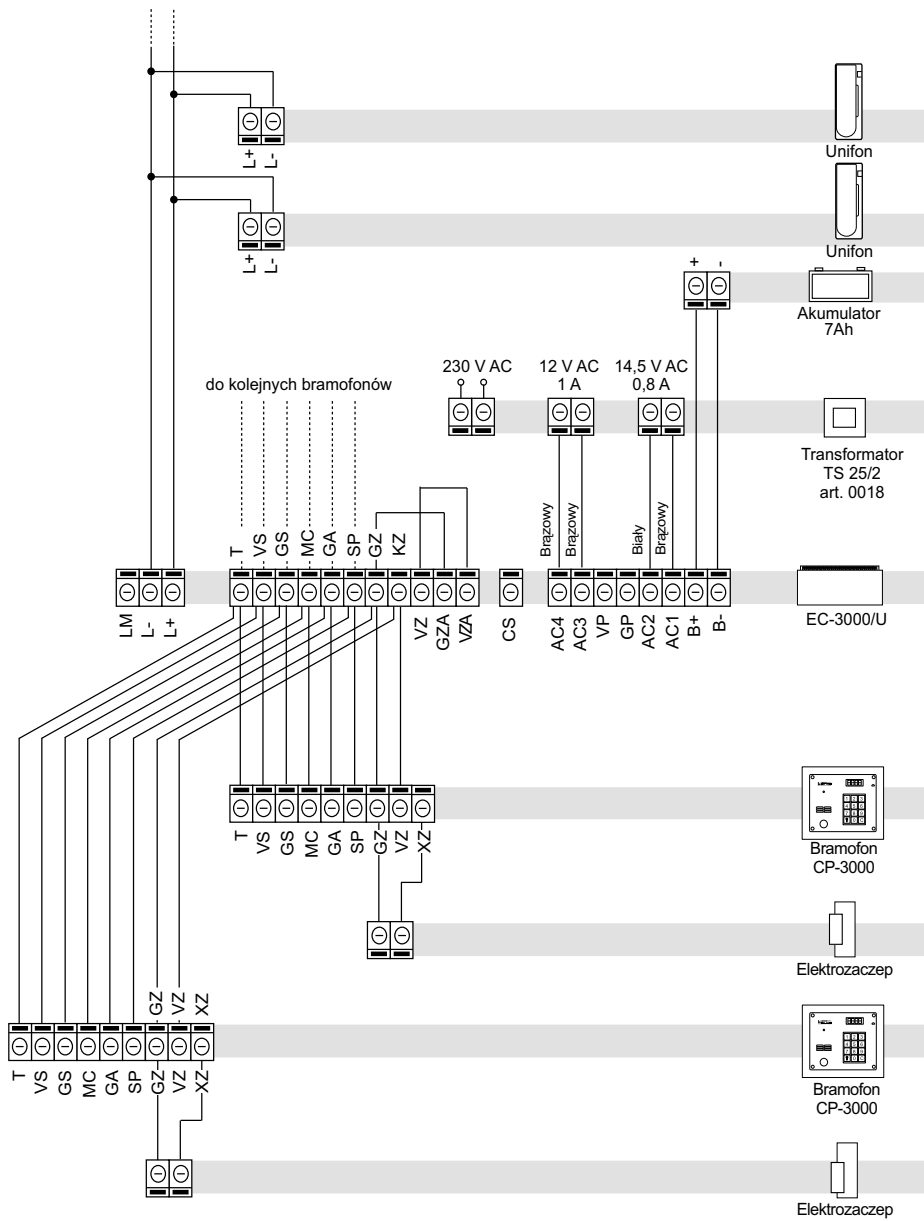 L+
L-
Unifon
L+
L-
Unifon
+
-
Akumulator
7Ah
do kolejnych bramofonów
230 V AC
12 V AC
1 A
14,5 V AC
0,8 A
Transformator
TS 25/2
art. 0018
T
VS
GS
MC
GA
SP
GZ
KZ
Brązowy
Brązowy
Biały
Brązowy
LM
L-
L+
VZ
GZA
VZA
CS
AC4
AC3
VP
GP
AC2
AC1
B+
B-
EC-3000/U
T
VS
GS
MC
GA
SP
GZ
VZ
XZ
Bramofon
CP-3000
Elektrozaczep
GZ
VZ
XZ
T
VS
GS
MC
GA
SP
GZ
VZ
XZ
Bramofon
CP-3000
Elektrozaczep